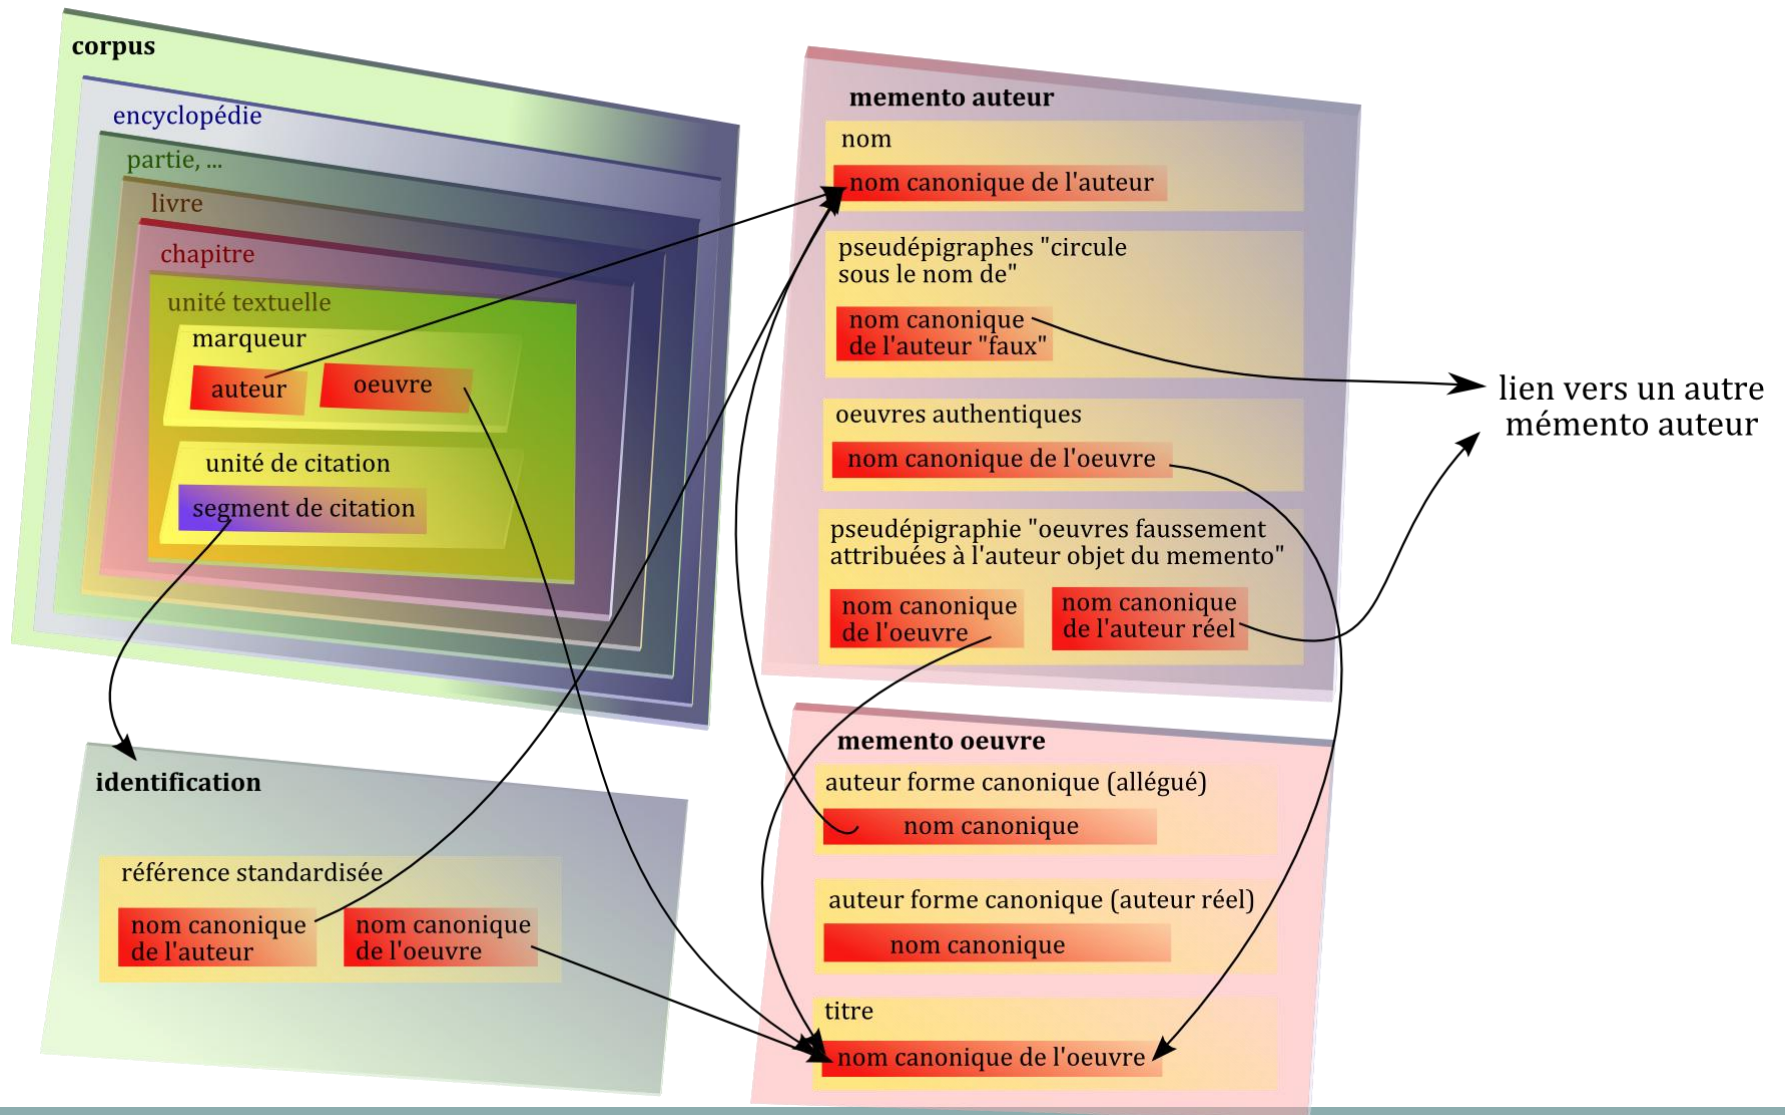 corpus
encyclopédie
partie, ...
livre
chapitre
unité textuelle
marqueur
auteur
oeuvre
unité de citation
segment de citation
identification
référence standardisée
nom canonique
de l'auteur
nom canonique
de l'oeuvre
memento auteur
nom
nom canonique de l'auteur
pseudépigraphes "circule
sous le nom de"
nom canonique
de l'auteur "faux"
oeuvres authentiques
nom canonique de l'oeuvre
pseudépigraphie "oeuvres faussement
attribuées à l'auteur objet du memento"
nom canonique
de l'oeuvre
nom canonique
de l'auteur réel
lien vers un autre
mémento auteur
memento oeuvre
auteur forme canonique (allégué)
nom canonique
auteur forme canonique (auteur réel)
nom canonique
titre
nom canonique de l'oeuvre